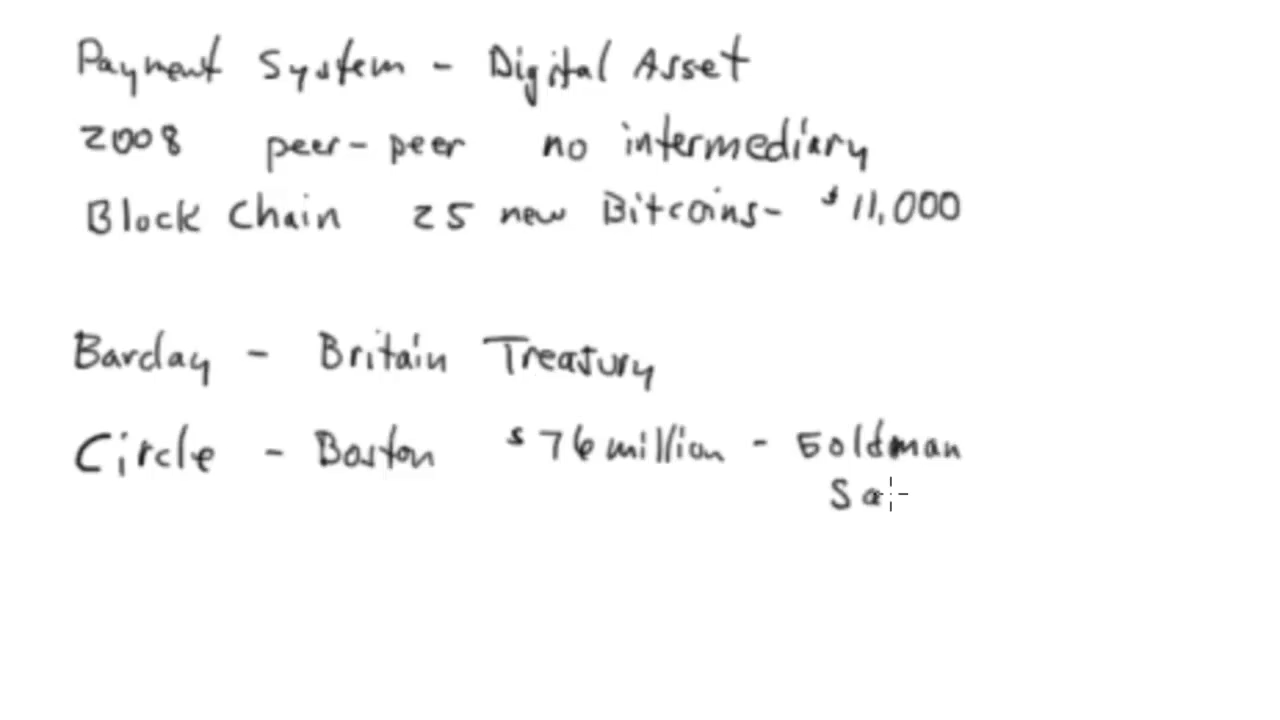 Payment System - Digital Asset
2008 peer-peer no intermediary
Block Chain 25 new Bitcoins- $11,000
Barclay - Britain Treasury
Circle - Boston $76 million - Goldman
Sa